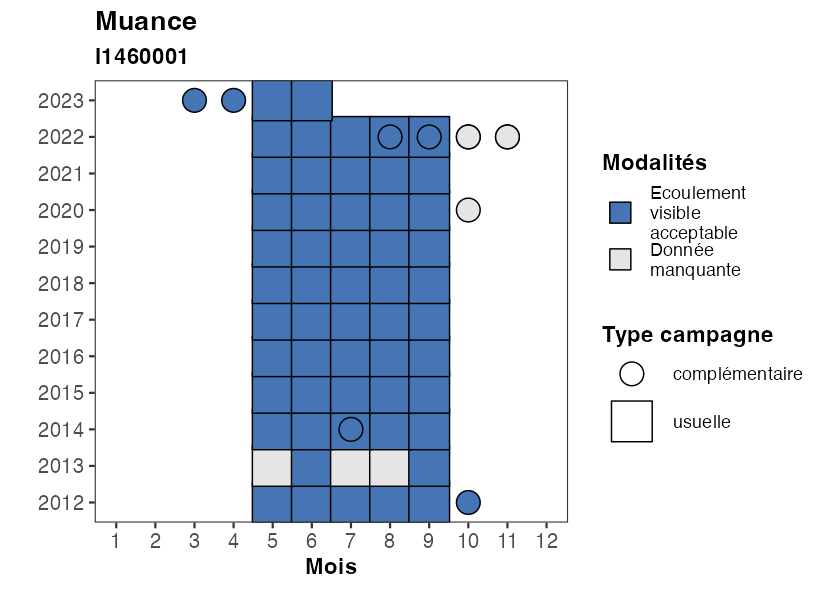 Muance
I1460001
2023
2022
2021
2020
2019
2018
2017
2016
2015
2014
2013
2012
1 2 3 4 5 6 7 8 9 10 11 12
Mois
Modalités
Ecoulement
visible
acceptable
Donnée
manquante
Type campagne
complémentaire
usuelle